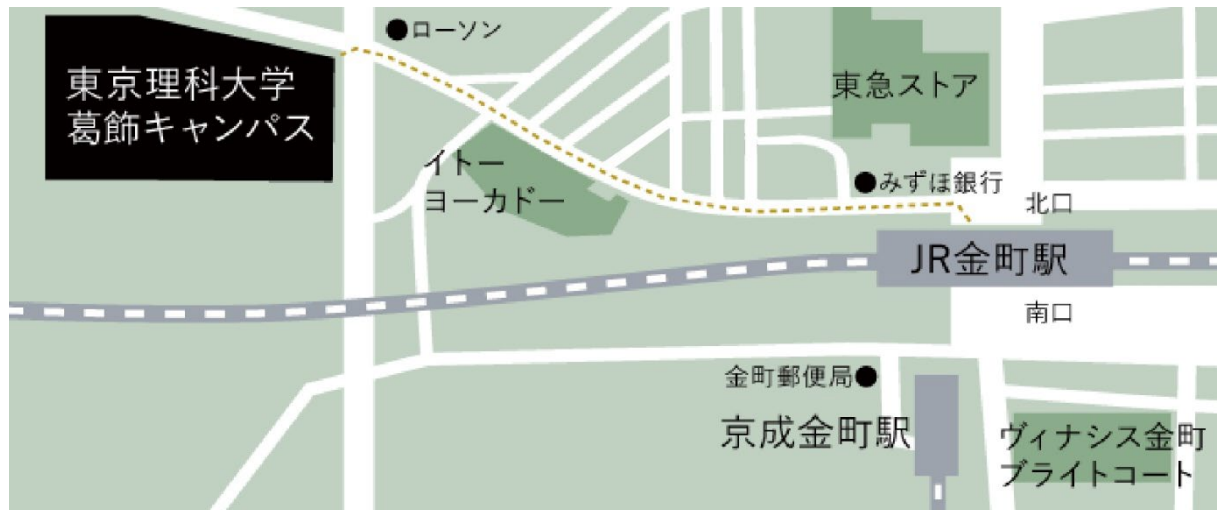 ローソン
東京理科大学
葛飾キャンパス
東急ストア
イトー
ヨーカドー
みずほ銀行
北口
JR金町駅
南口
金町郵便局
京成金町駅
ヴィナシス金町
ブライトコート